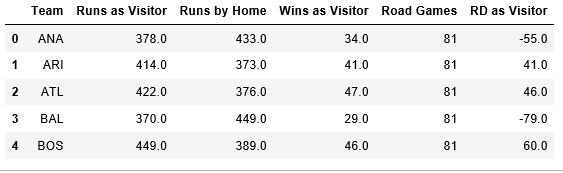 Team Runs as Visitor Runs by Home Wins as Visitor Road Games RD as Visitor
0 ANA 378.0 433.0 34.0 81 -55.0
1 ARI 414.0 373.0 41.0 81 41.0
2 ATL 422.0 376.0 47.0 81 46.0
3 BAL 370.0 449.0 29.0 81 -79.0
4 BOS 449.0 389.0 46.0 81 60.0